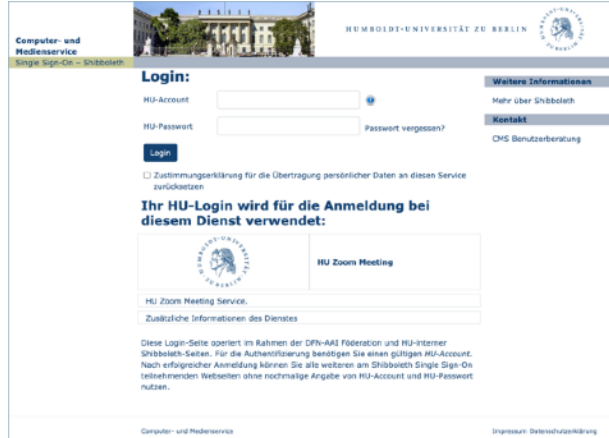 Computer- und
Medienservice
HUMBOLDT-UNIVERSITÄT ZU BERLIN
Single Sign-On – Shibboleth
Login:
HU-Account
HU-Passwort
Passwort vergessen?
Login
Zustimmungserklärung für die Übertragung persönlicher Daten an diesen Service
zurücksetzen
Weitere Informationen
Mehr über Shibboleth
Kontakt
CMS Benutzerberatung
Ihr HU-Login wird für die Anmeldung bei
diesem Dienst verwendet:
HU Zoom Meeting
HU Zoom Meeting Service.
Zusätzliche Informationen des Dienstes
Diese Login-Seite operiert im Rahmen der DFN-AAI Föderation und HU-interner
Shibboleth-Seiten. Für die Authentifizierung benötigen Sie einen gültigen HU-Account.
Nach erfolgreicher Anmeldung können Sie alle weiteren am Shibboleth Single Sign-On
teilnehmenden Webseiten ohne nochmalige Angabe von HU-Account und HU-Passwort
nutzen.
Computer- und Medienservice
Impressum Datenschutzerklärung